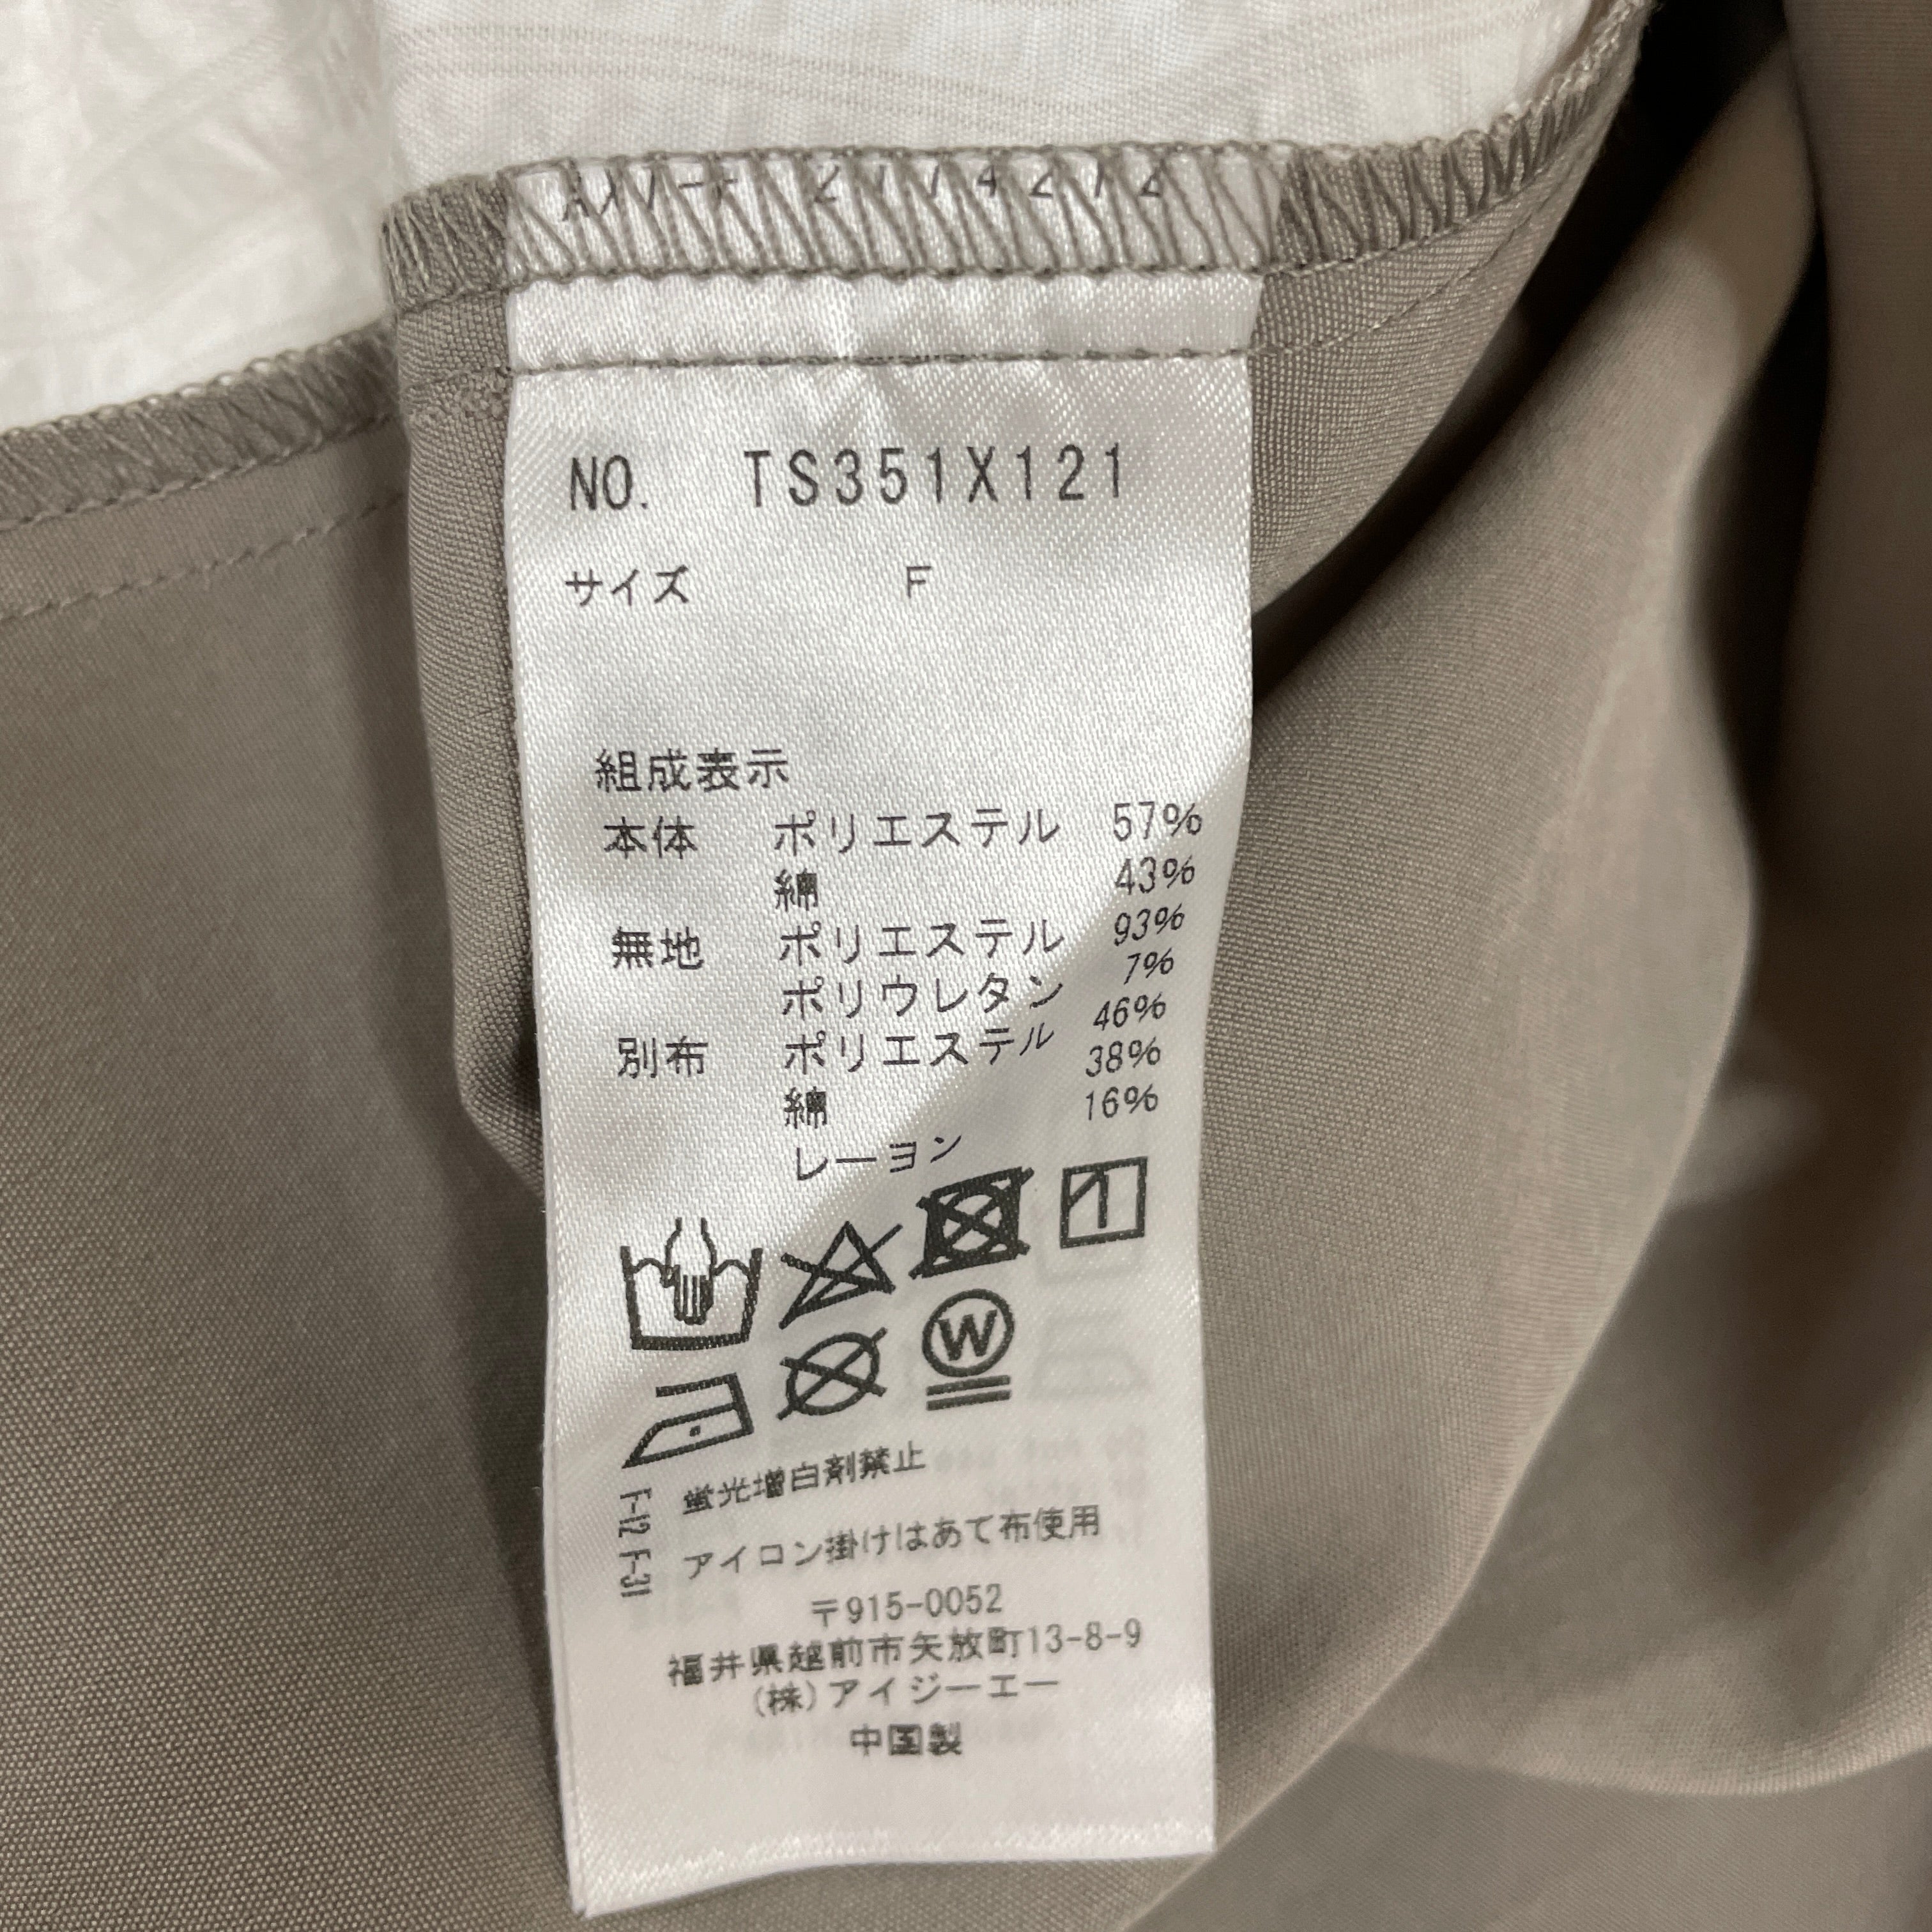 NO. TS351X121
サイズ F
組成表示
本体 ポリエステル 57%
綿 43%
無地 ポリエステル 93%
ポリウレタン 7%
別布 ポリエステル 46%
綿 38%
レーヨン 16%
W
蛍光増白剤禁止
アイロン掛けはあて布使用
F-12 F-31
〒915-0052
福井県越前市矢放町13-8-9
(株)アイジーエー
中国製